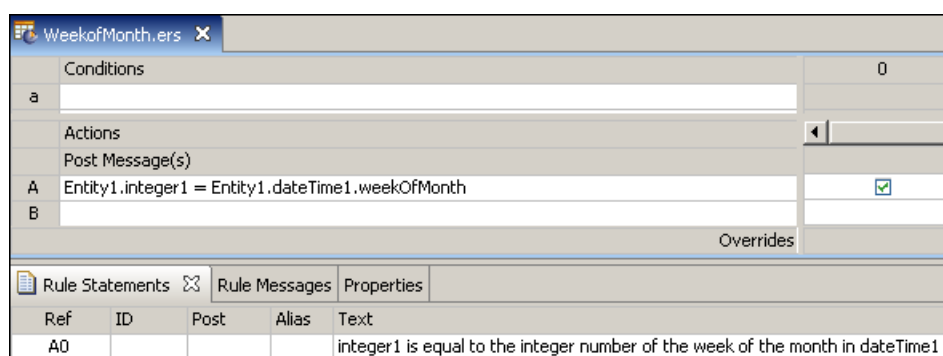 WeekofMonth.ers
Conditions 0
a
Actions
Post Message(s)
A Entity1.integer1 = Entity1.dateTime1.weekOfMonth
B
Overrides
Rule Statements Rule Messages Properties
Ref ID Post Alias Text
A0 integer1 is equal to the integer number of the week of the month in dateTime1